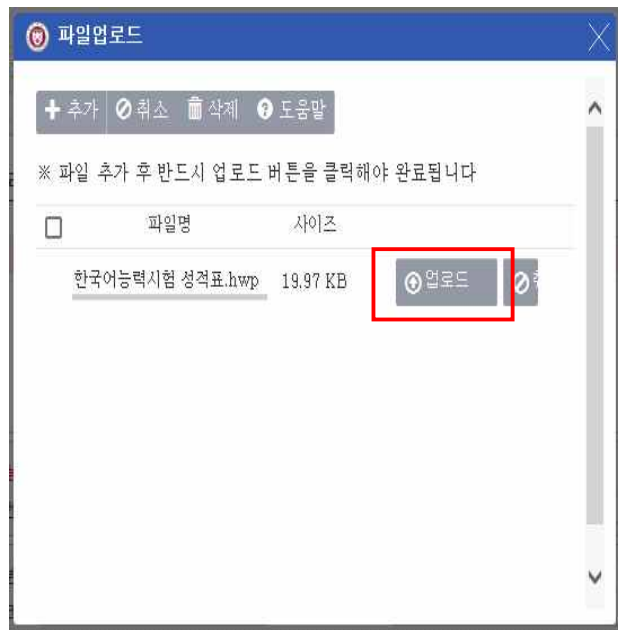 파일업로드
추가 취소 삭제 도움말
※ 파일 추가 후 반드시 업로드 버튼을 클릭해야 완료됩니다
파일명 사이즈
한국어능력시험 성적표.hwp 19.97 KB 업로드